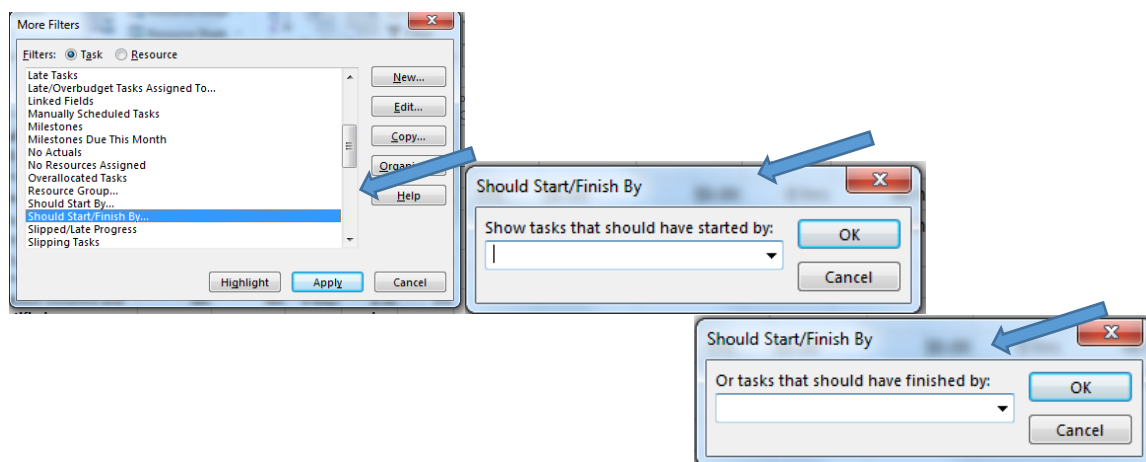 More Filters
Filters: Task Resource
Late Tasks
Late/Overbudget Tasks Assigned To...
Linked Fields
Manually Scheduled Tasks
Milestones
Milestones Due This Month
No Actuals
No Resources Assigned
Overallocated Tasks
Resource Group...
Should Start By...
Should Start/Finish By...
Slipped/Late Progress
Slipping Tasks
New...
Edit...
Copy...
Help
Highlight Apply Cancel
Should Start/Finish By
Show tasks that should have started by:
OK
Cancel
Should Start/Finish By
Or tasks that should have finished by:
OK
Cancel